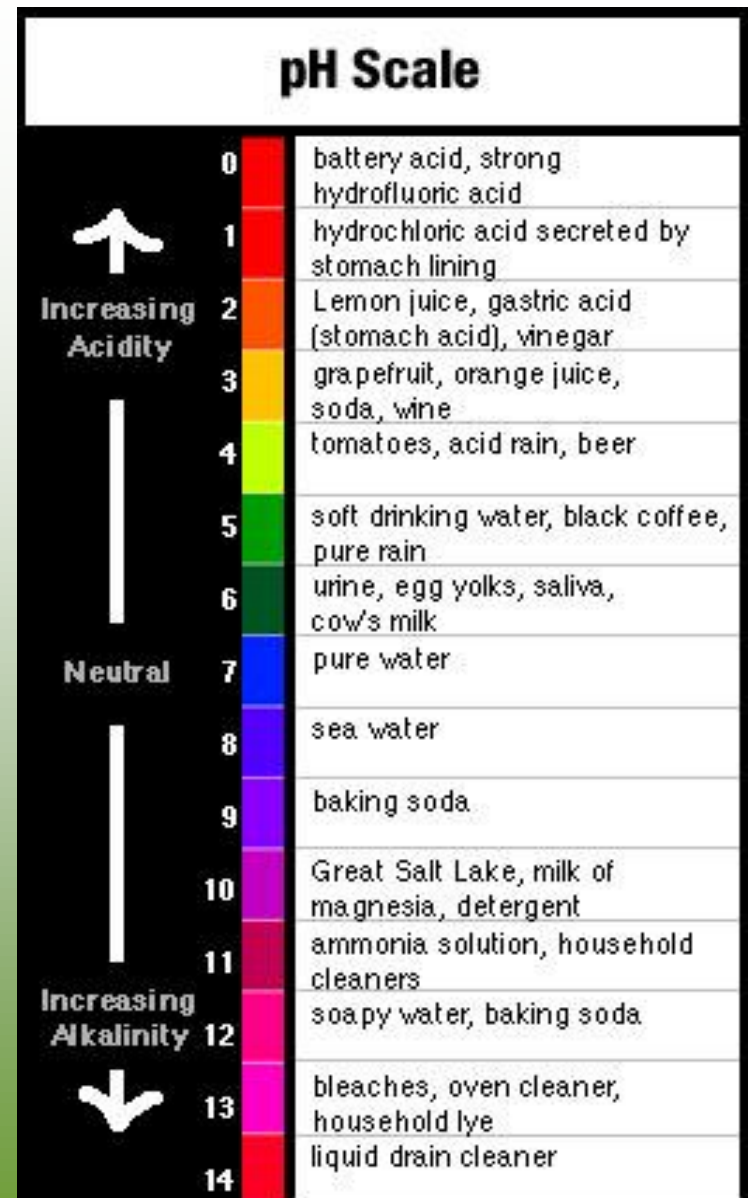 pH Scale
0
battery acid, strong
hydrofluoric acid
1
hydrochloric acid secreted by
stomach lining
Increasing
Acidity
2
Lemon juice, gastric acid
(stomach acid), vinegar
3
grapefruit, orange juice,
soda, wine
4
tomatoes, acid rain, beer
5
soft drinking water, black coffee,
pure rain
6
urine, egg yolks, saliva,
cow's milk
Neutral
7
pure water
8
sea water
9
baking soda
10
Great Salt Lake, milk of
magnesia, detergent
11
ammonia solution, household
cleaners
Increasing
Alkalinity
12
soapy water, baking soda
13
bleaches, oven cleaner,
household lye
14
liquid drain cleaner